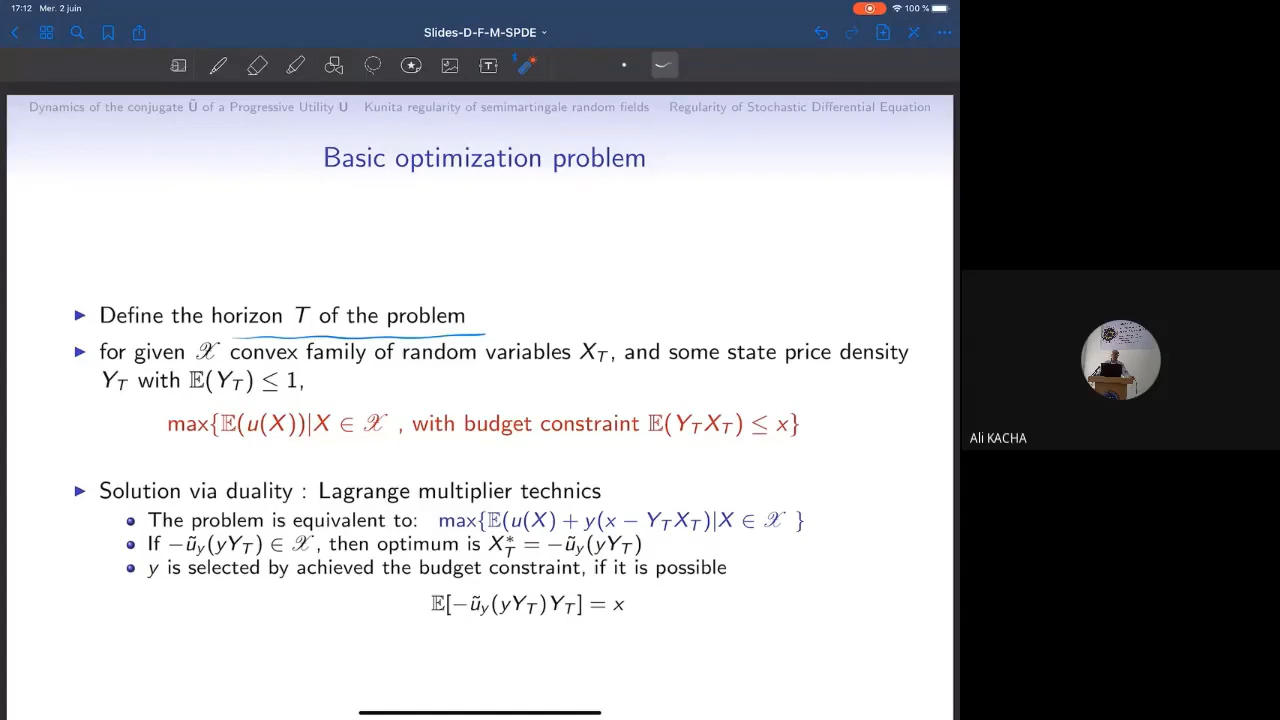 17:12 Mer. 2 juin
100 %
Slides-D-F-M-SPDE
T
Dynamics of the conjugate Ũ of a Progressive Utility U Kunita regularity of semimartingale random fields Regularity of Stochastic Differential Equation
Basic optimization problem
▶ Define the horizon T of the problem
▶ for given 𝒳 convex family of random variables X_T, and some state price density
Y_T with 𝔼(Y_T) ≤ 1,
max{𝔼(u(X))|X ∈ 𝒳 , with budget constraint 𝔼(Y_T X_T) ≤ x}
▶ Solution via duality : Lagrange multiplier technics
• The problem is equivalent to: max{𝔼(u(X) + y(x − Y_T X_T)|X ∈ 𝒳 }
• If −ũ_y(yY_T) ∈ 𝒳, then optimum is X*_T = −ũ_y(yY_T)
• y is selected by achieved the budget constraint, if it is possible
𝔼[−ũ_y(yY_T)Y_T] = x
Ali KACHA